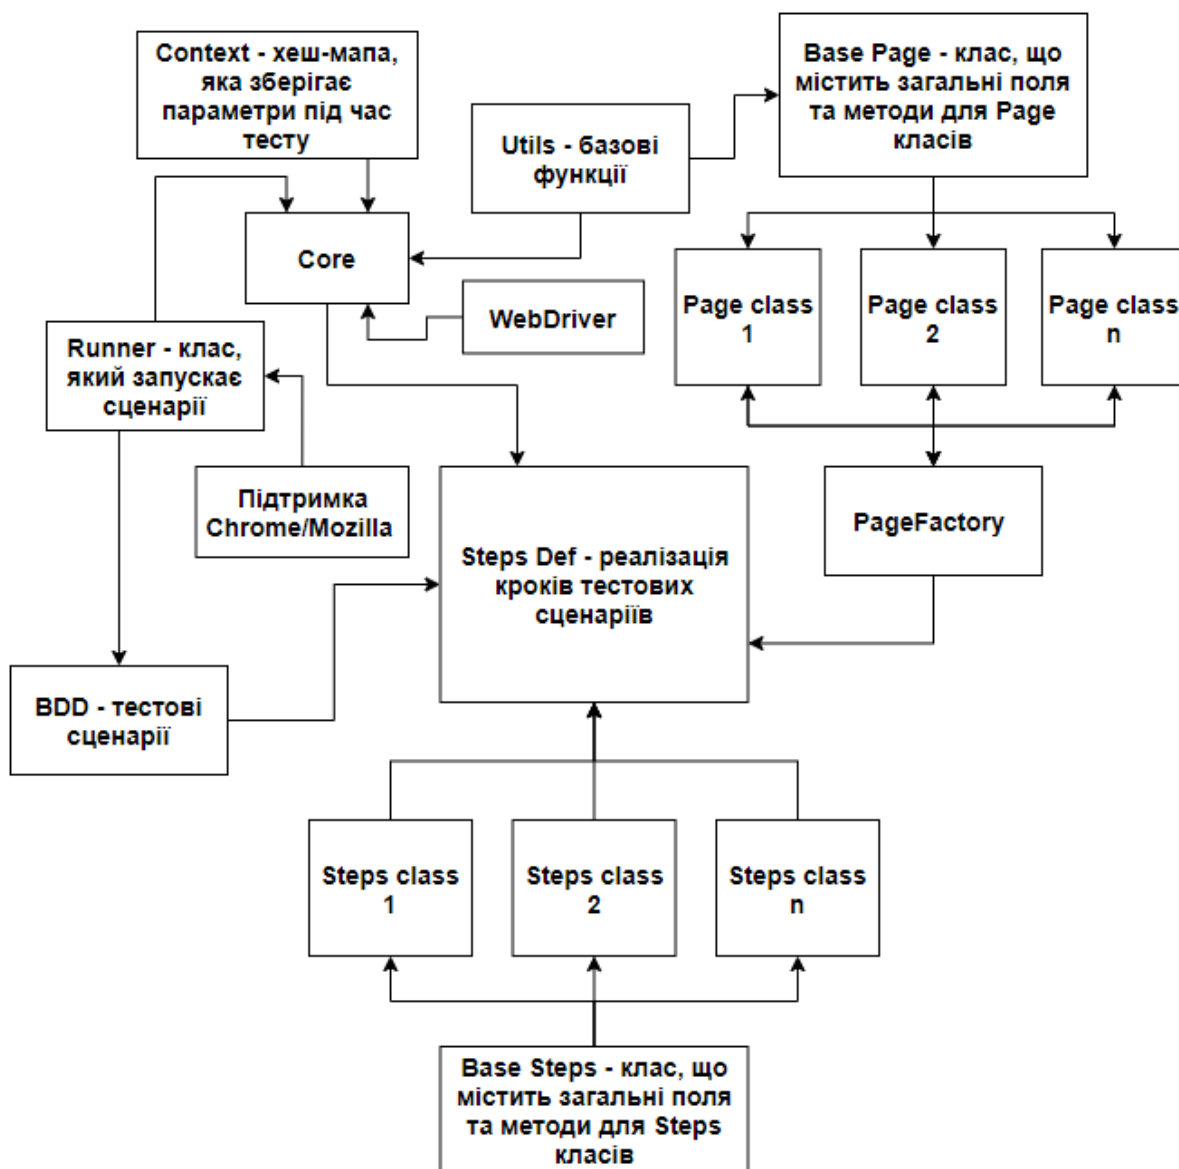 Context - хеш-мапа,
яка зберігає
параметри під час
тесту
Base Page - клас, що
містить загальні поля
та методи для Page
класів
Utils - базові
функції
Core
WebDriver
Page class
1
Page class
2
Page class
n
Runner - клас,
який запускає
сценарії
Підтримка
Chrome/Mozilla
Steps Def - реалізація
кроків тестових
сценаріїв
PageFactory
BDD - тестові
сценарії
Steps class
1
Steps class
2
Steps class
n
Base Steps - клас, що
містить загальні поля
та методи для Steps
класів